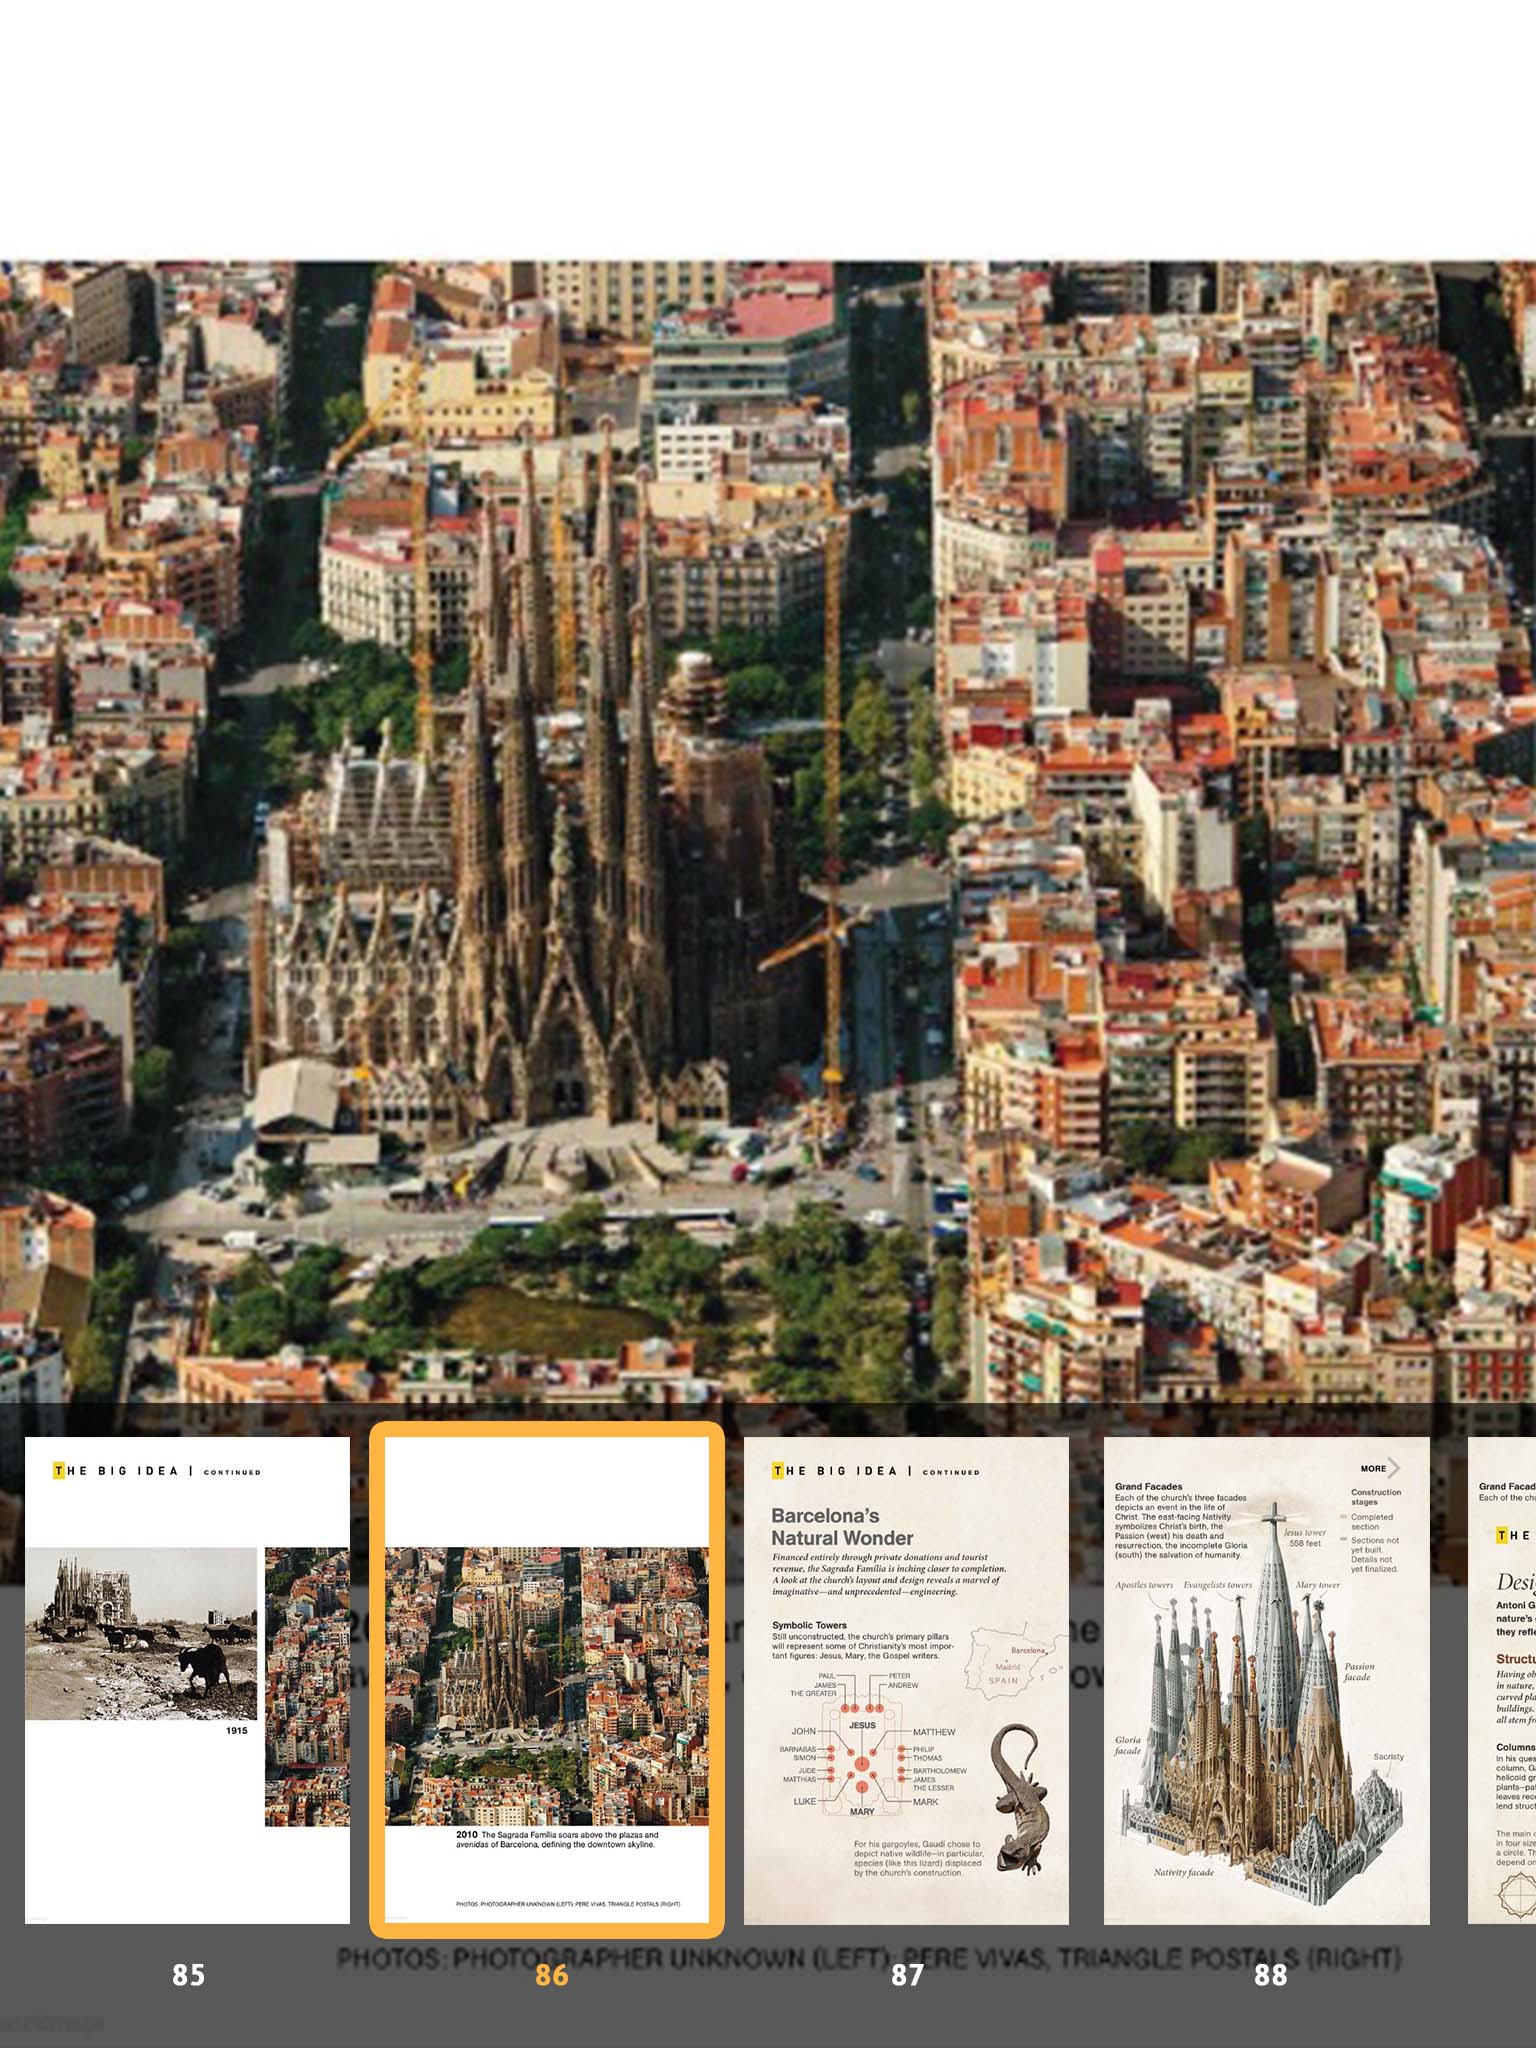 THE BIG IDEA | CONTINUED
1915
2010 The Sagrada Família soars above the plazas and
avenidas of Barcelona, defining the downtown skyline.
PHOTOS: PHOTOGRAPHER UNKNOWN (LEFT); PERE VIVAS, TRIANGLE POSTALS (RIGHT)
THE BIG IDEA | CONTINUED
Barcelona's
Natural Wonder
Financed entirely through private donations and tourist
revenue, the Sagrada Família is inching closer to completion.
A look at the church's layout and design reveals a marvel of
imaginative—and unprecedented—engineering.
Symbolic Towers
Still unconstructed, the church's primary pillars
will represent some of Christianity's most impor-
tant figures: Jesus, Mary, the Gospel writers.
Barcelona
Madrid
SPAIN
PAUL
PETER
JAMES
THE GREATER
ANDREW
JESUS
JOHN
MATTHEW
BARNABAS
PHILIP
SIMON
THOMAS
JUDE
BARTHOLOMEW
MATTHIAS
JAMES
THE LESSER
LUKE
MARK
MARY
For his gargoyles, Gaudí chose to
depict native wildlife—in particular,
species (like this lizard) displaced
by the church's construction.
MORE
Grand Facades
Each of the church's three facades
depicts an event in the life of
Christ. The east-facing Nativity
symbolizes Christ's birth, the
Passion (west) his death and
resurrection, the incomplete Gloria
(south) the salvation of humanity.
Construction
stages
Completed
section
Sections not
yet built.
Details not
yet finalized.
Jesus tower
558 feet
Apostles towers
Evangelists towers
Mary tower
Passion
facade
Gloria
facade
Sacristy
Nativity facade
Grand Facad
Each of the chu
THE
Desig
Antoni G
nature's
they refle
Structu
Having ob
in nature,
curved pla
buildings.
all stem fr
Columns
In his ques
column, Ga
helicoid gr
plants—pa
leaves rece
lend struct
The main c
in four size
a circle. Th
depend on
PHOTOS: PHOTOGRAPHER UNKNOWN (LEFT); PERE VIVAS, TRIANGLE POSTALS (RIGHT)
85
86
87
88